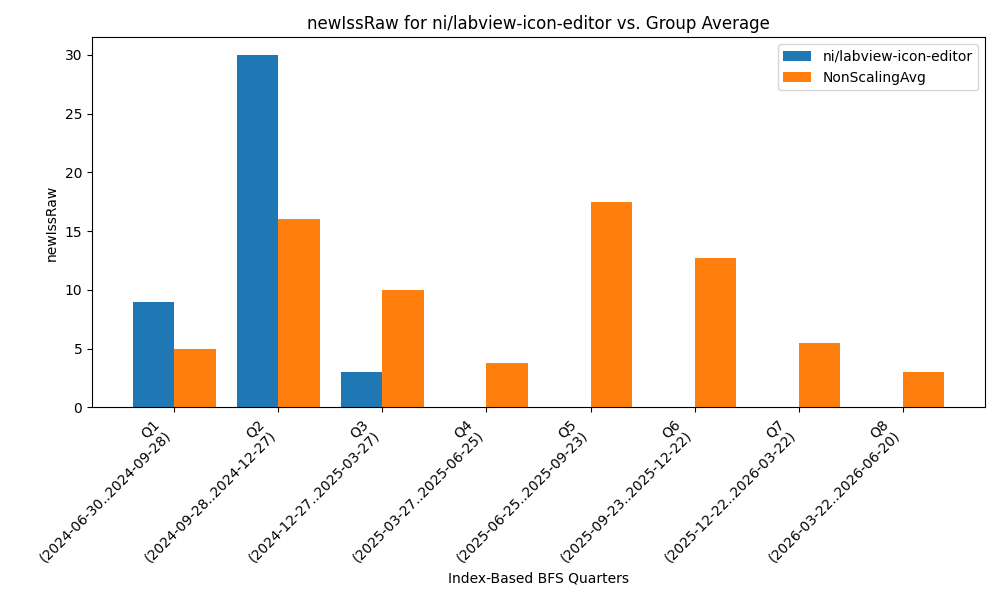 newIssRaw for ni/labview-icon-editor vs. Group Average
ni/labview-icon-editor
NonScalingAvg
newIssRaw
30
25
20
15
10
5
0
Q1
(2024-06-30..2024-09-28)
Q2
(2024-09-28..2024-12-27)
Q3
(2024-12-27..2025-03-27)
Q4
(2025-03-27..2025-06-25)
Q5
(2025-06-25..2025-09-23)
Q6
(2025-09-23..2025-12-22)
Q7
(2025-12-22..2026-03-22)
Q8
(2026-03-22..2026-06-20)
Index-Based BFS Quarters